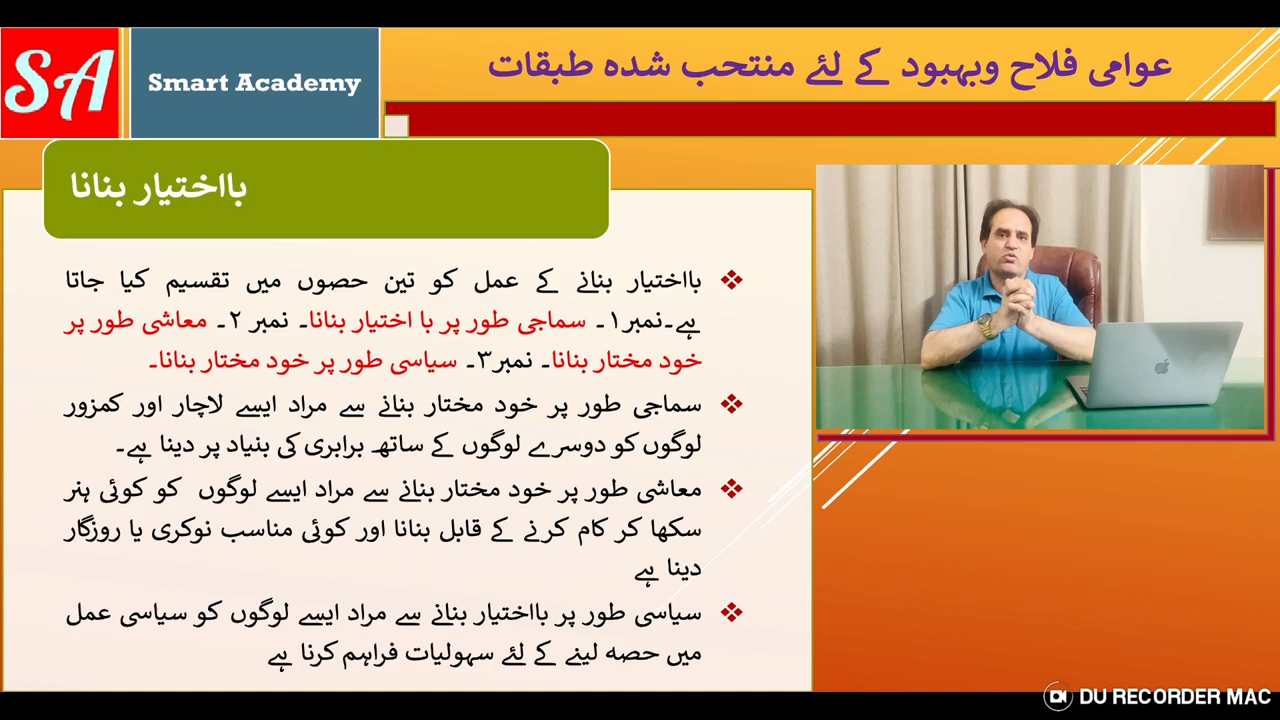 SA
Smart Academy
عوامی فلاح وبہبود کے لئے منتحب شدہ طبقات
بااختیار بنانا
بااختیار بنانے کے عمل کو تین حصوں میں تقسیم کیا جاتا
ہے۔نمبر۱۔ سماجی طور پر با اختیار بنانا۔ نمبر ۲۔ معاشی طور پر
خود مختار بنانا۔ نمبر۳۔ سیاسی طور پر خود مختار بنانا۔
سماجی طور پر خود مختار بنانے سے مراد ایسے لاچار اور کمزور
لوگوں کو دوسرے لوگوں کے ساتھ برابری کی بنیاد پر دینا ہے۔
معاشی طور پر خود مختار بنانے سے مراد ایسے لوگوں کو کوئی ہنر
سکھا کر کام کرنے کے قابل بنانا اور کوئی مناسب نوکری یا روزگار
دینا ہے
سیاسی طور پر بااختیار بنانے سے مراد ایسے لوگوں کو سیاسی عمل
میں حصہ لینے کے لئے سہولیات فراہم کرنا ہے
DU RECORDER MAC